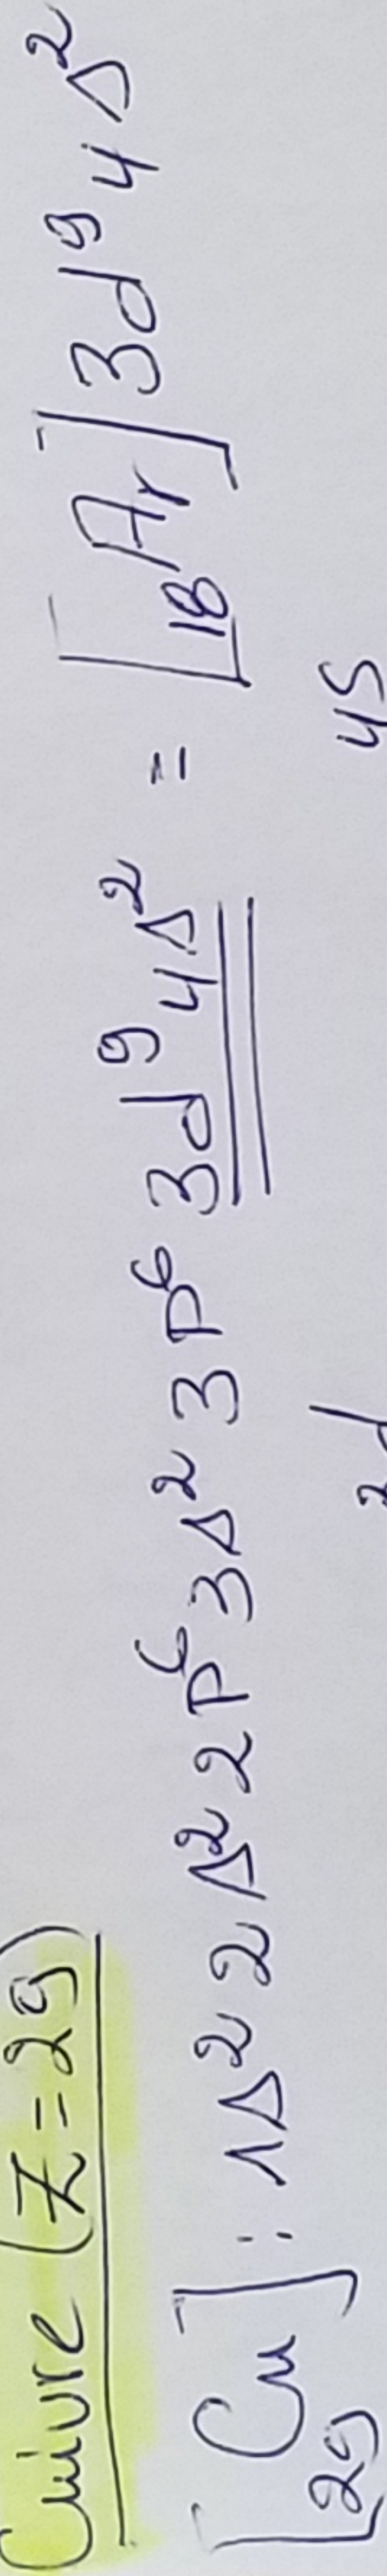 Cuivre (Z=29)
[₂₉Cu] : 1s² 2s² 2p⁶ 3s² 3p⁶ 3d⁹ 4s² = [₁₈Ar] 3d⁹ 4s²
4s